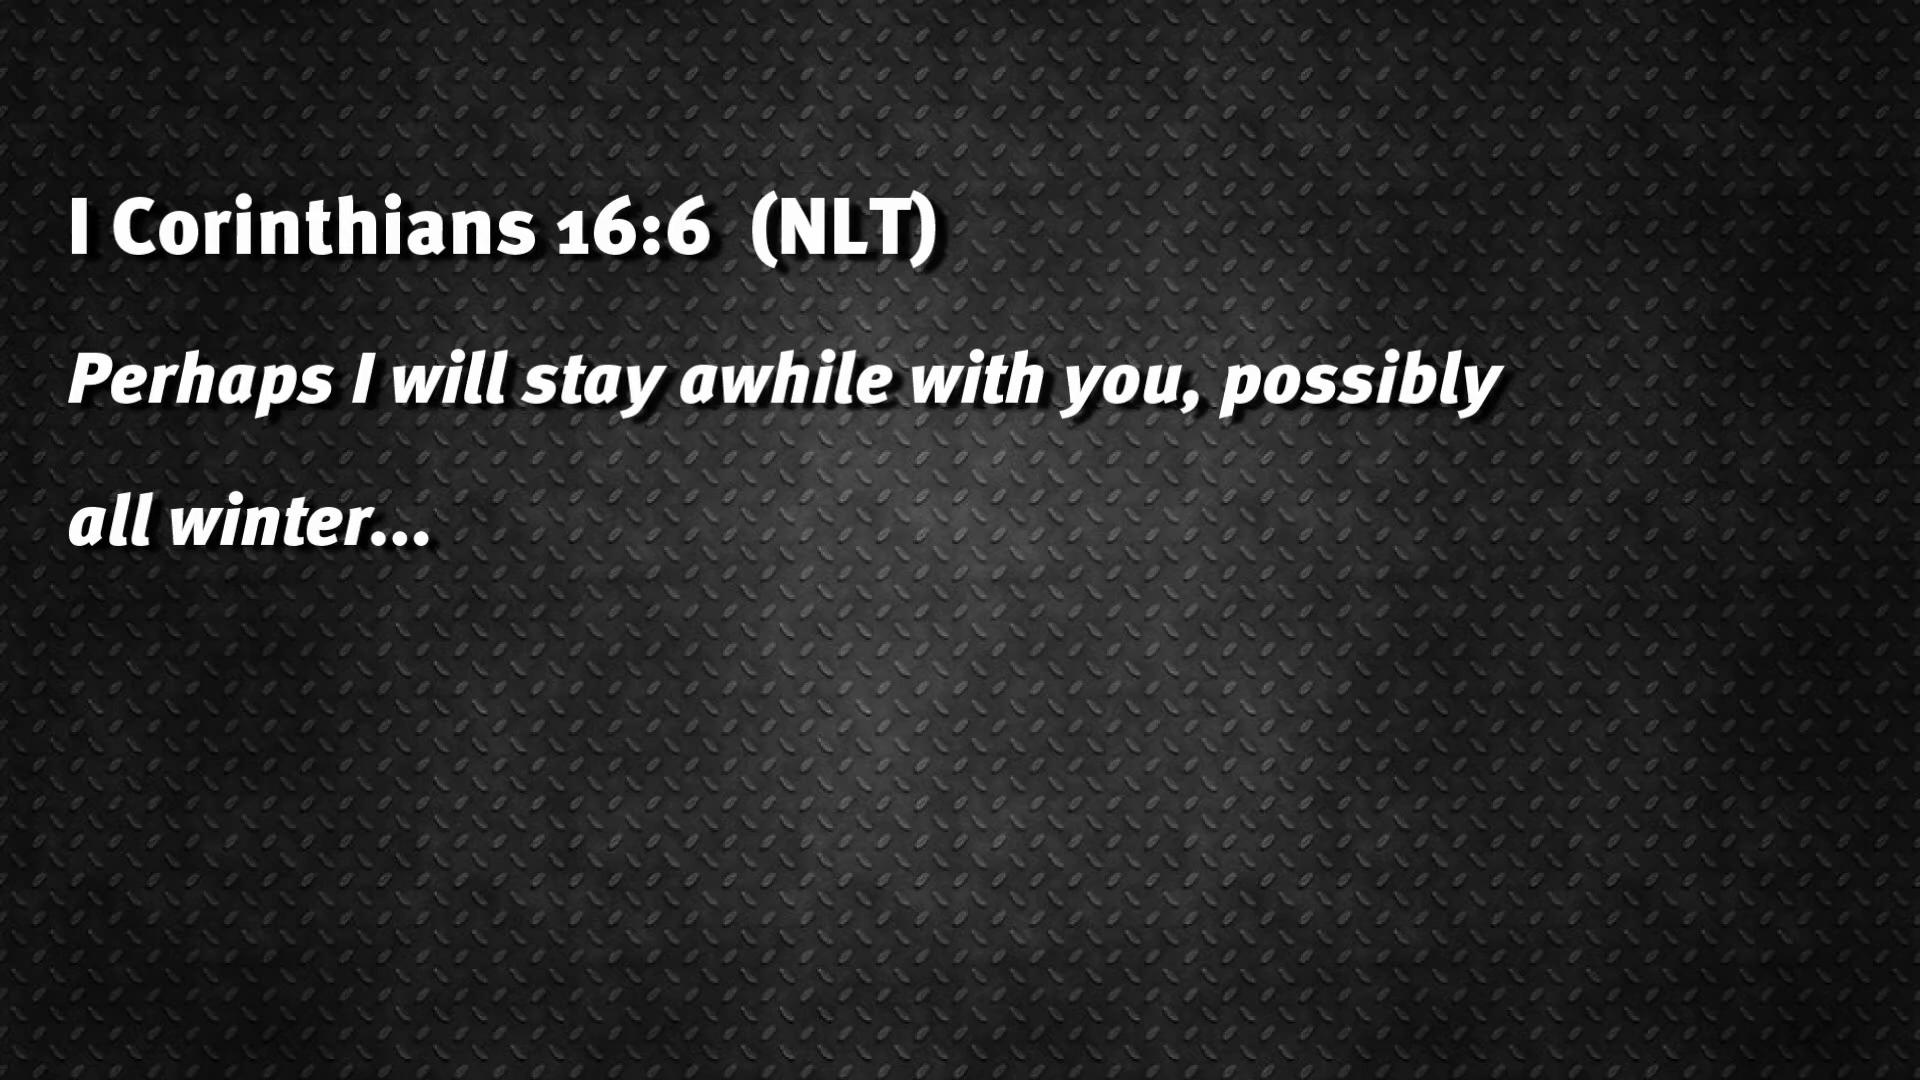 I Corinthians 16:6  (NLT)
Perhaps I will stay awhile with you, possibly
all winter...